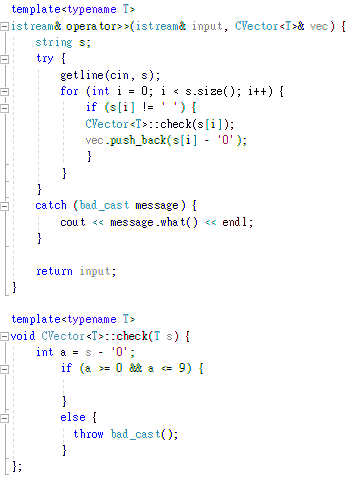 template<typename T>
istream& operator>>(istream& input, CVector<T>& vec) {
    string s;
    try {
        getline(cin, s);
        for (int i = 0; i < s.size(); i++) {
            if (s[i] != ' ') {
            CVector<T>::check(s[i]);
            vec.push_back(s[i] - '0');
            }
        }
    }
    catch (bad_cast message) {
        cout << message.what() << endl;
    }
    return input;
}
template<typename T>
void CVector<T>::check(T s) {
    int a = s - '0';
        if (a >= 0 && a <= 9) {
        }
        else {
          throw bad_cast();
        }
};